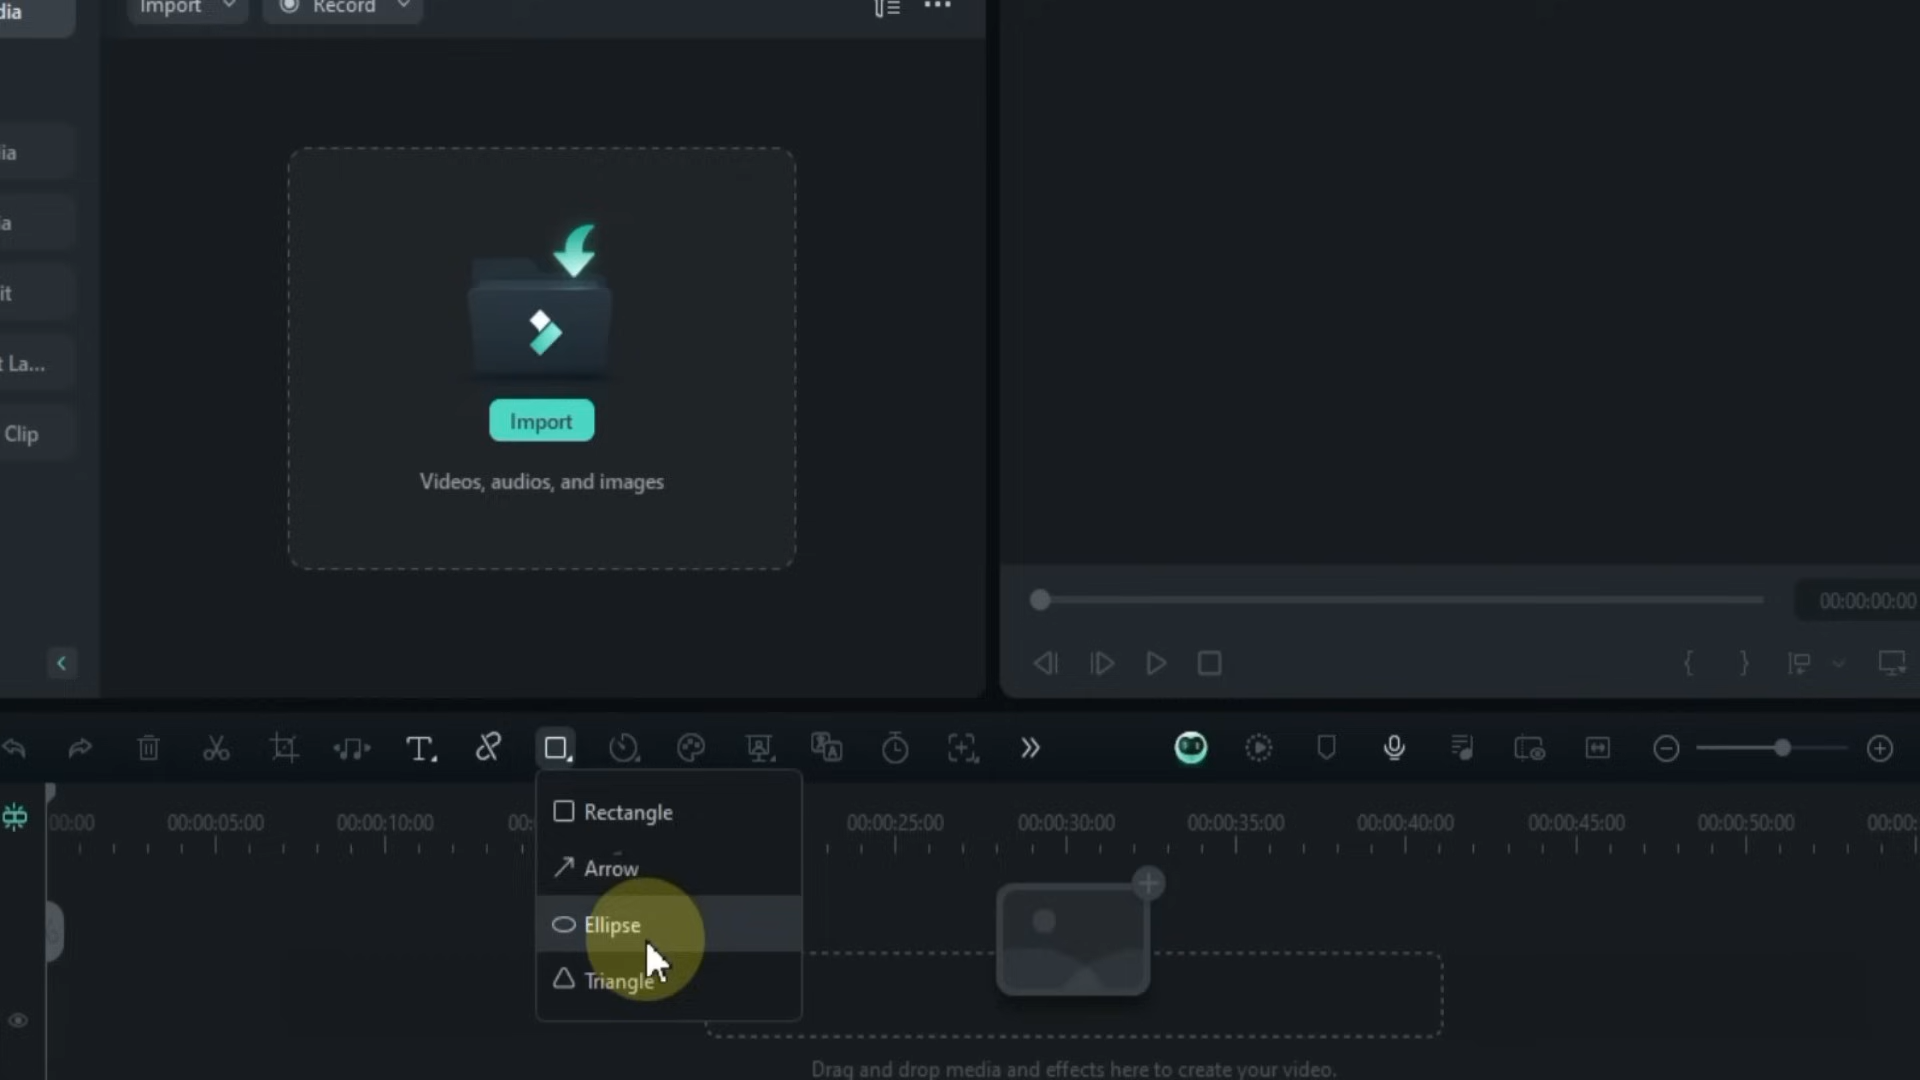 dia
Import
Record
ia
a
it
t La...
Clip
Import
Videos, audios, and images
00:00:00:00
00:00
00:00:05:00
00:00:10:00
00:
00:00:25:00
00:00:30:00
00:00:35:00
00:00:40:00
00:00:45:00
00:00:50:00
00:00:
Rectangle
Arrow
Ellipse
Triangle
Drag and drop media and effects here to create your video.